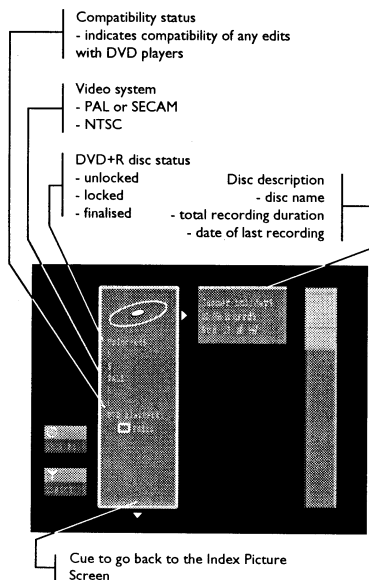 Compatibility status
- indicates compatibility of any edits
with DVD players
Video system
- PAL or SECAM
- NTSC
DVD+R disc status
- unlocked
- locked
- finalised
Disc description
- disc name
- total recording duration
- date of last recording
Cue to go back to the Index Picture
Screen